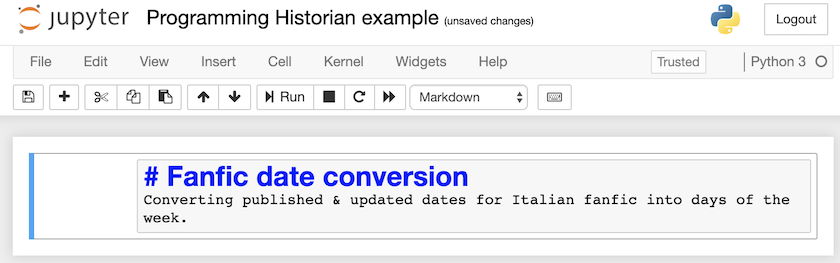 jupyter Programming Historian example (unsaved changes) Logout
File Edit View Insert Cell Kernel Widgets Help Trusted Python 3
Run Markdown
# Fanfic date conversion
Converting published & updated dates for Italian fanfic into days of the
week.